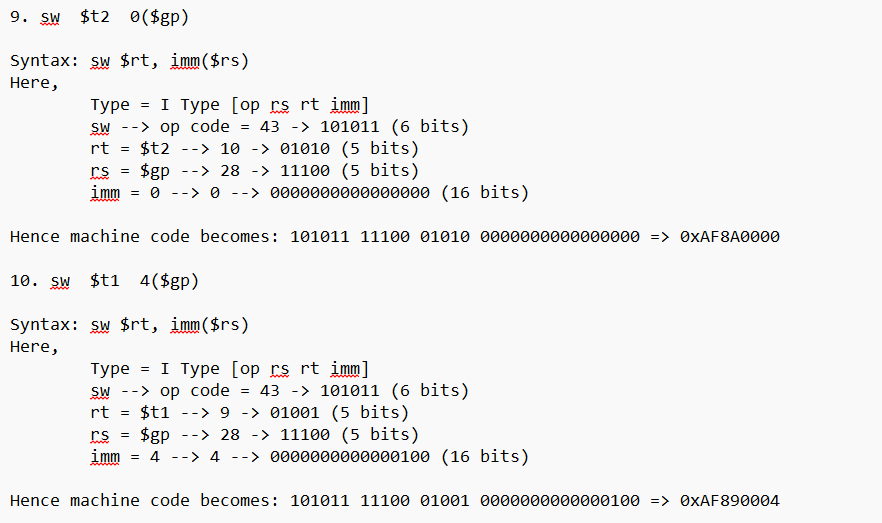 9. sw  $t2  0($gp)
Syntax: sw $rt, imm($rs)
Here,
Type = I Type [op rs rt imm]
sw --> op code = 43 -> 101011 (6 bits)
rt = $t2 --> 10 -> 01010 (5 bits)
rs = $gp --> 28 -> 11100 (5 bits)
imm = 0 --> 0 --> 0000000000000000 (16 bits)
Hence machine code becomes: 101011 11100 01010 0000000000000000 => 0xAF8A0000
10. sw  $t1  4($gp)
Syntax: sw $rt, imm($rs)
Here,
Type = I Type [op rs rt imm]
sw --> op code = 43 -> 101011 (6 bits)
rt = $t1 --> 9 -> 01001 (5 bits)
rs = $gp --> 28 -> 11100 (5 bits)
imm = 4 --> 4 --> 0000000000000100 (16 bits)
Hence machine code becomes: 101011 11100 01001 0000000000000100 => 0xAF890004